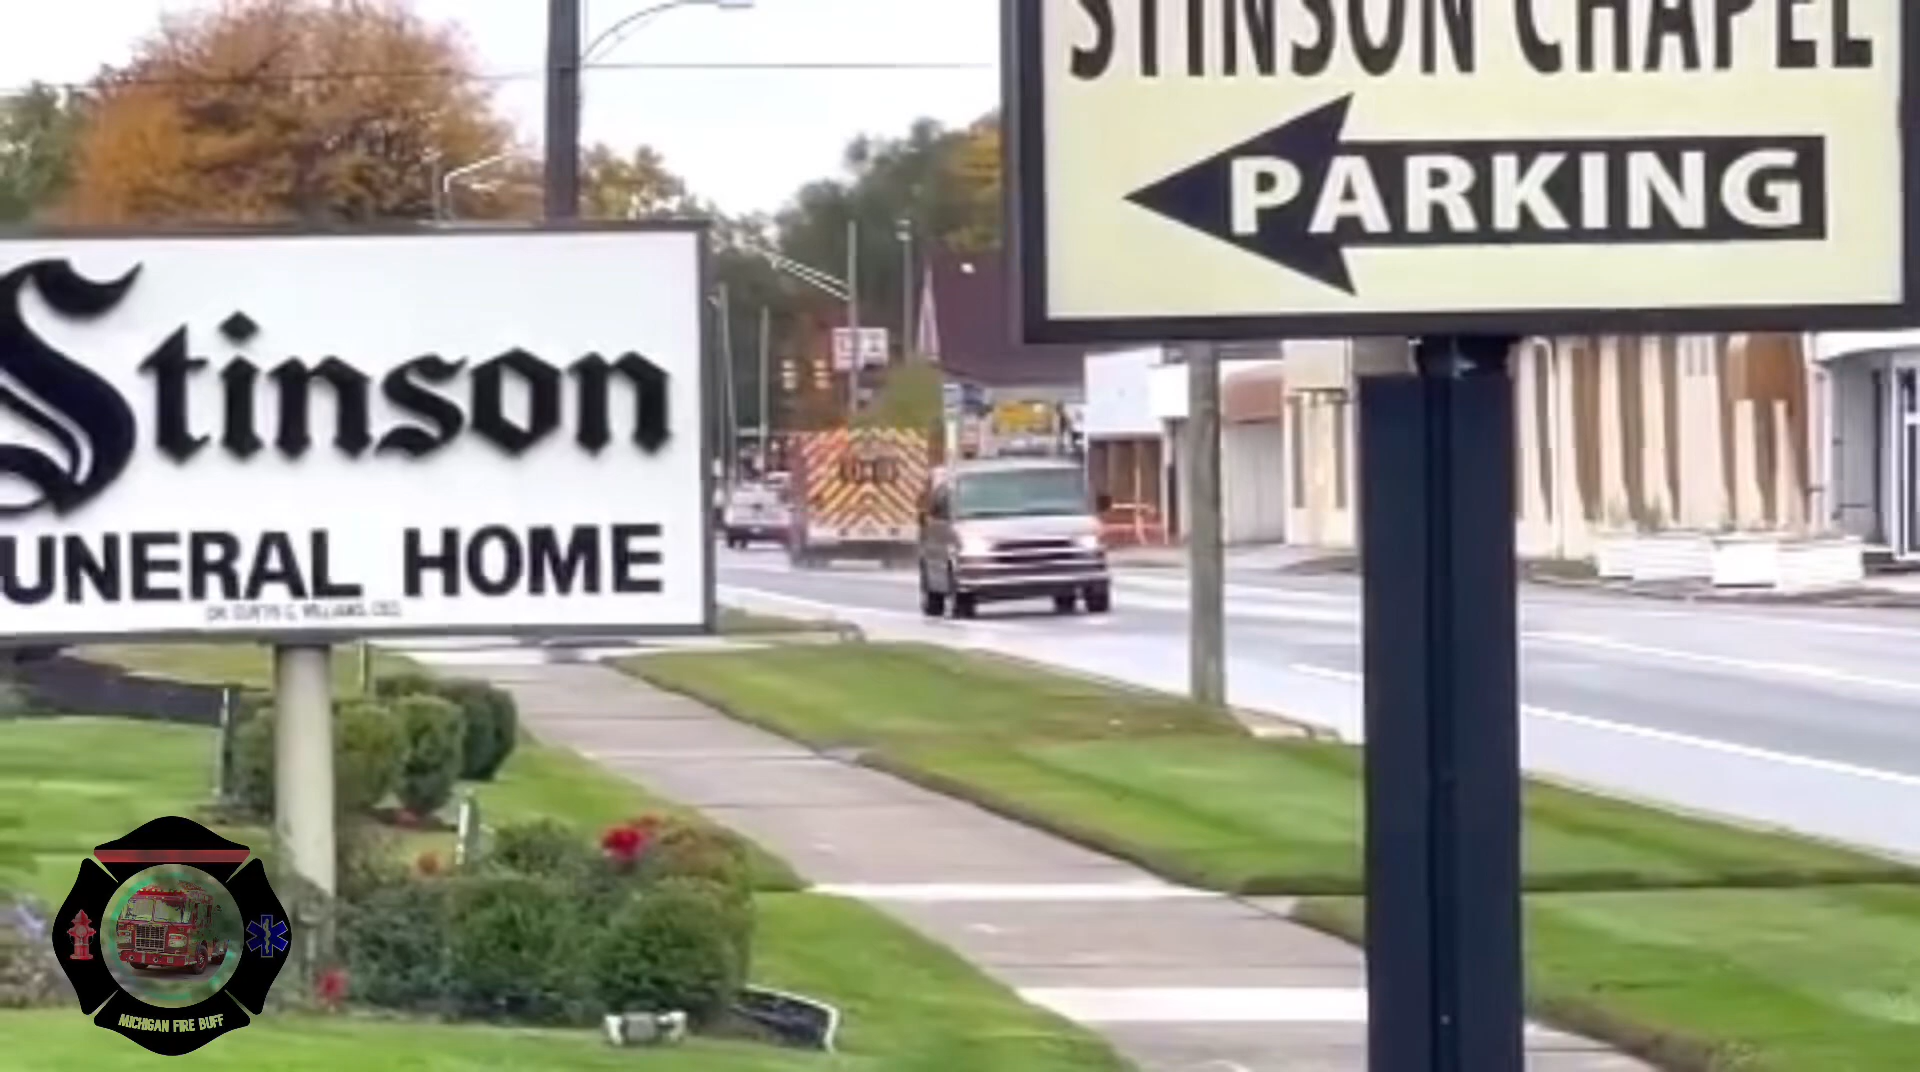 Stinson
UNERAL HOME
STINSON CHAPEL
PARKING
MICHIGAN FIRE BUFF